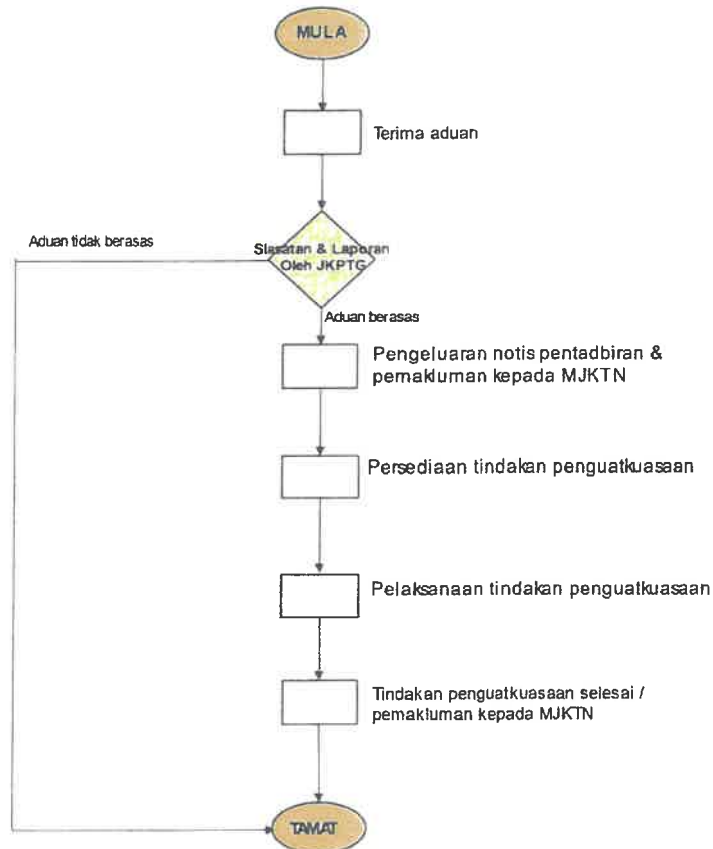 MULA
Terima aduan
Aduan tidak berasas
Siasatan & Laporan
Oleh JKPTG
Aduan berasas
Pengeluaran notis pentadbiran &
pemakluman kepada MJKTN
Persediaan tindakan penguatkuasaan
Pelaksanaan tindakan penguatkuasaan
Tindakan penguatkuasaan selesai /
pemakluman kepada MJKTN
TAMAT